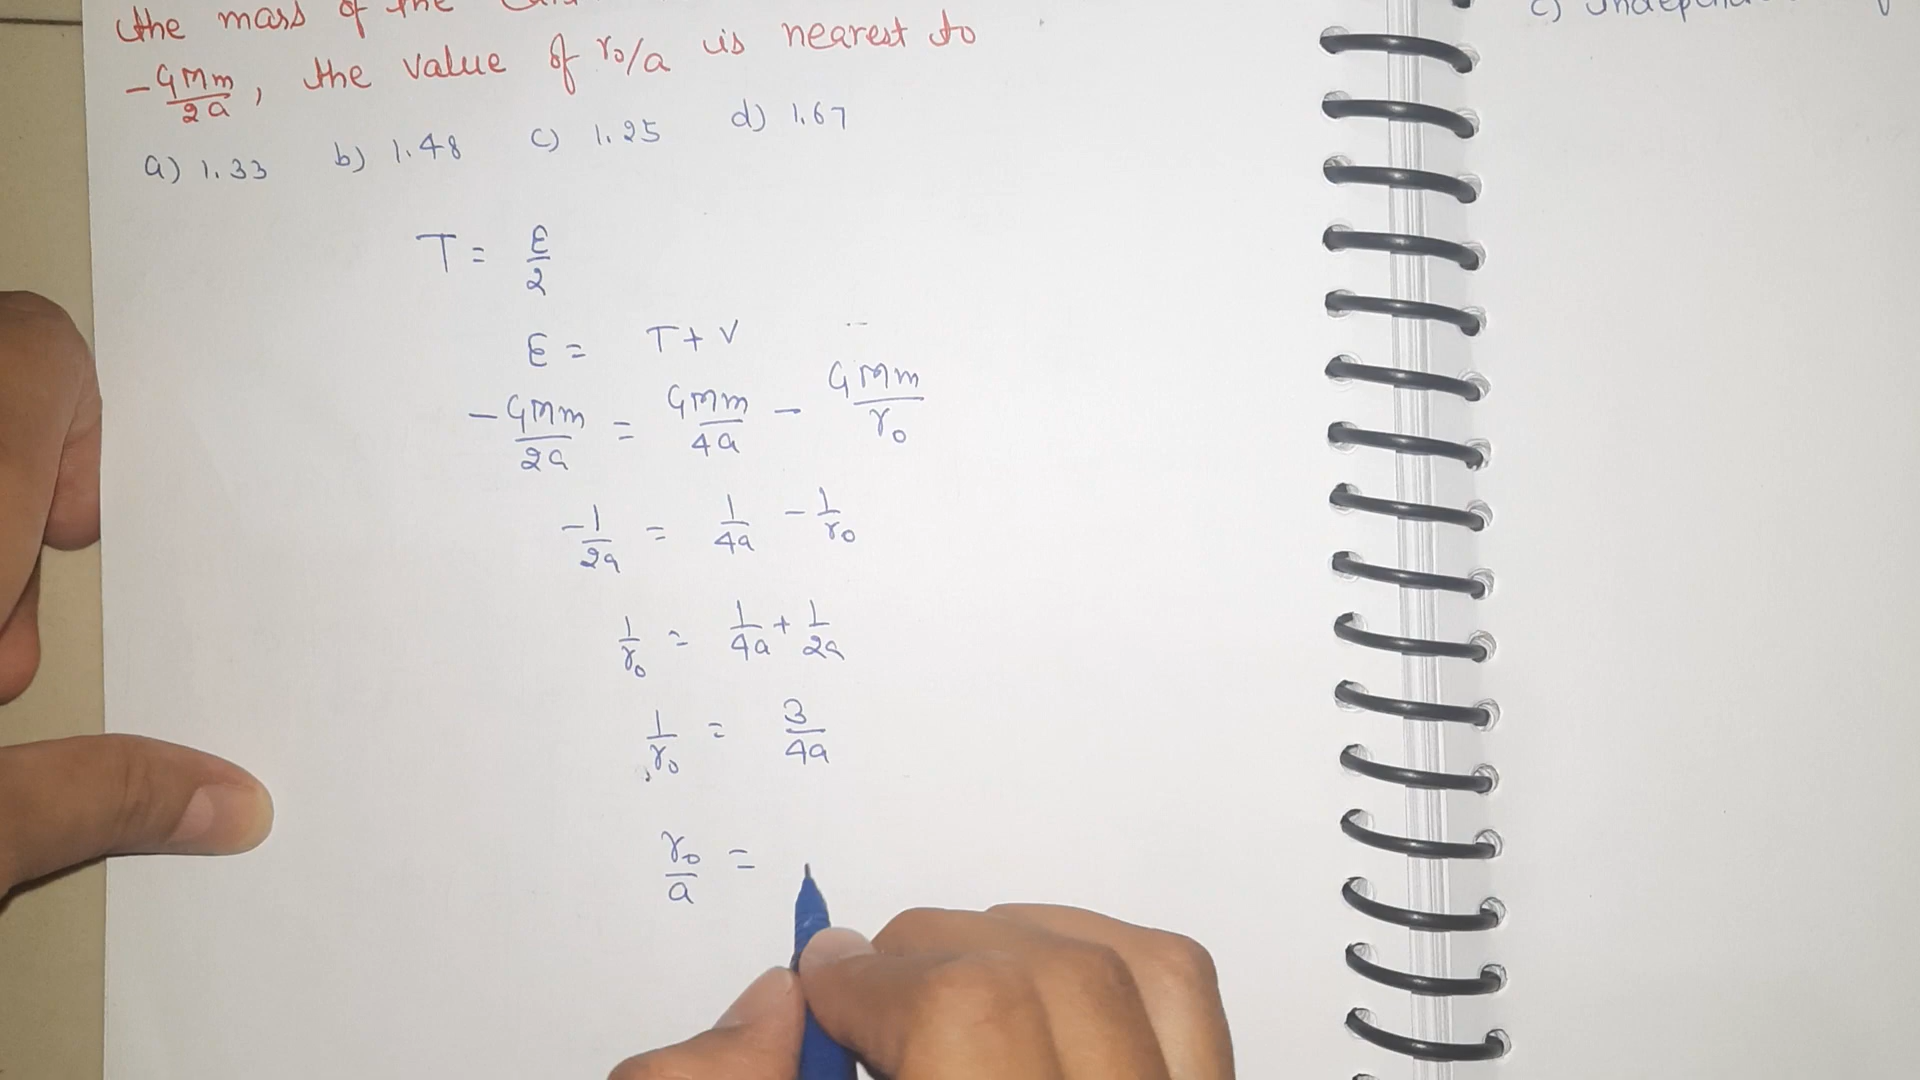 the mass of the
-GMm/2a, the value of r₀/a is nearest to
a) 1.33 b) 1.48 c) 1.25 d) 1.67
T = E/2
E = T + V
-GMm/2a = GMm/4a - GMm/r₀
-1/2a = 1/4a - 1/r₀
1/r₀ = 1/4a + 1/2a
1/r₀ = 3/4a
r₀/a =
c)